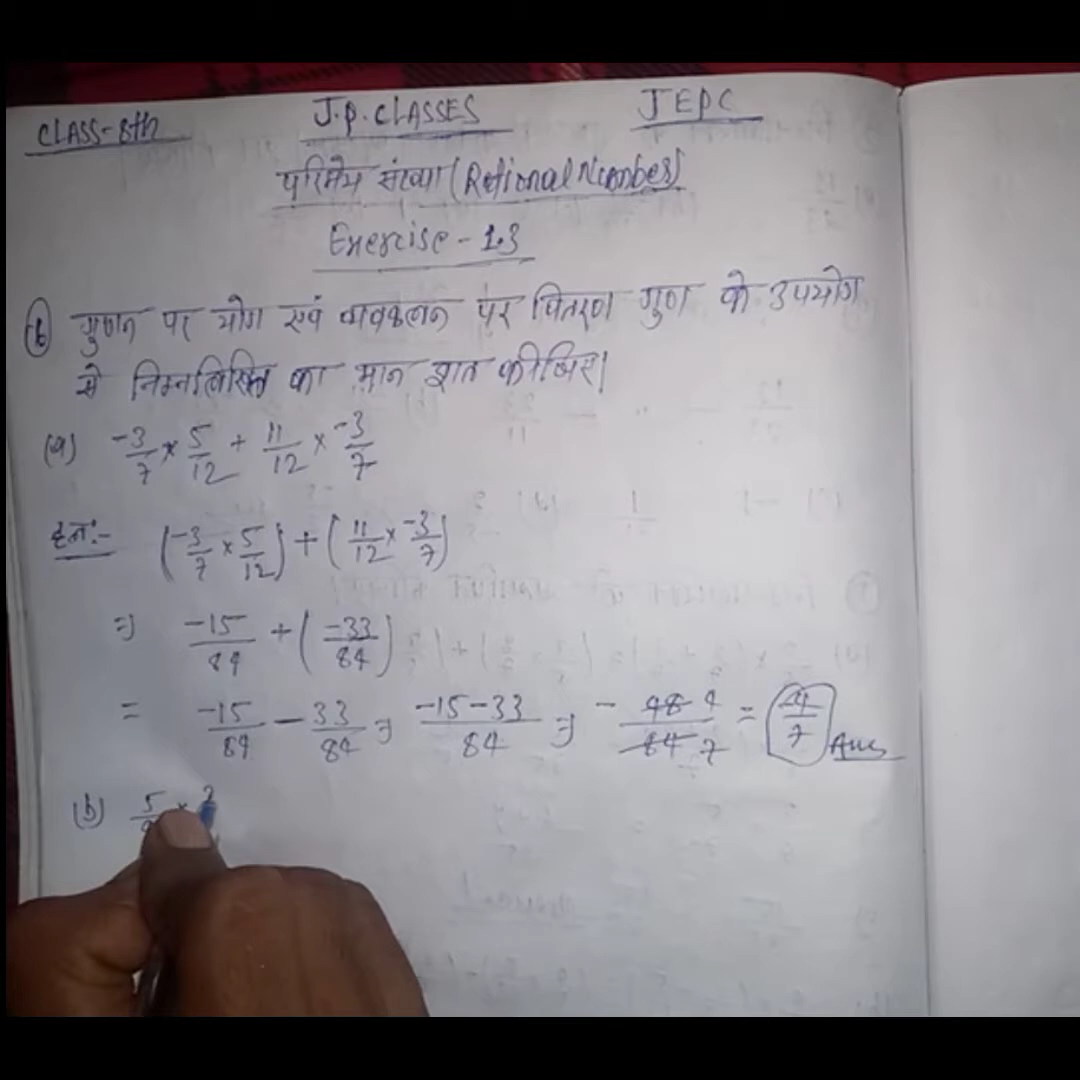 CLASS-8th J.P. CLASSES JEPC
परिमेय संख्या (Rational Number)
Exercise - 1.3
(6) गुणन पर योग एवं व्यवकलन पर वितरण गुण के उपयोग
से निम्नलिखित का मान ज्ञात कीजिए।
(a) -3/7 × 5/12 + 11/12 × -3/7
हल:- (-3/7 × 5/12) + (11/12 × -3/7)
⇒ -15/84 + (-33/84)
= -15/84 - 33/84 ⇒ -15-33/84 ⇒ - 48 4/84 7 = 4/7 Ans
(b) 5/